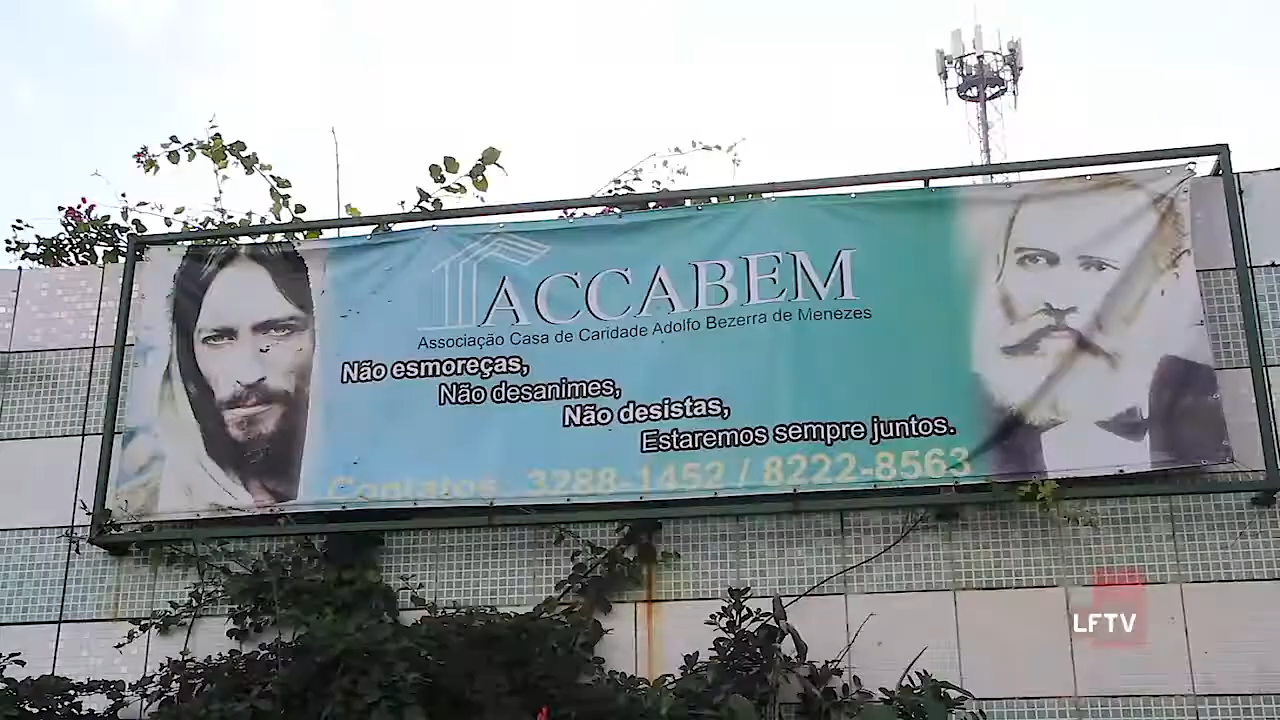 ACCABEM
Associação Casa de Caridade Adolfo Bezerra de Menezes
Não esmoreças,
Não desanimes,
Não desistas,
Estaremos sempre juntos.
Contatos 3288-1452 / 8222-8563
LFTV